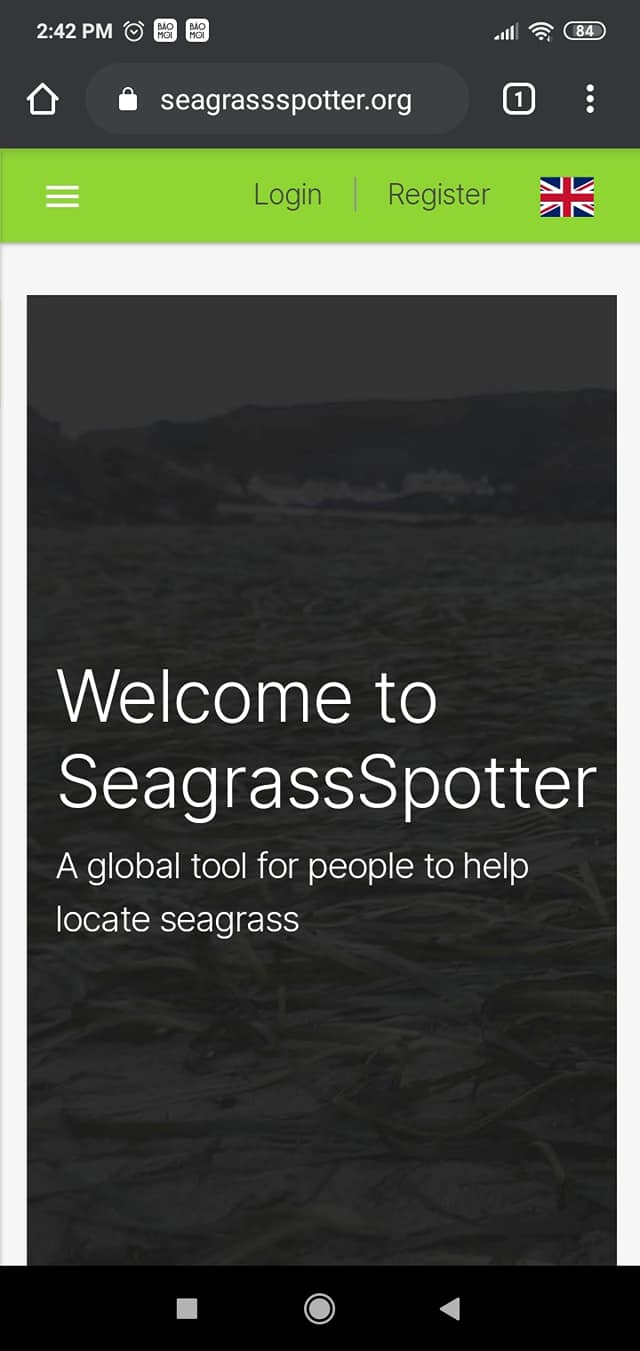 2:42 PM BÁO MỚI BÁO MỚI 84
seagrassspotter.org 1
Login Register
Welcome to
SeagrassSpotter
A global tool for people to help
locate seagrass